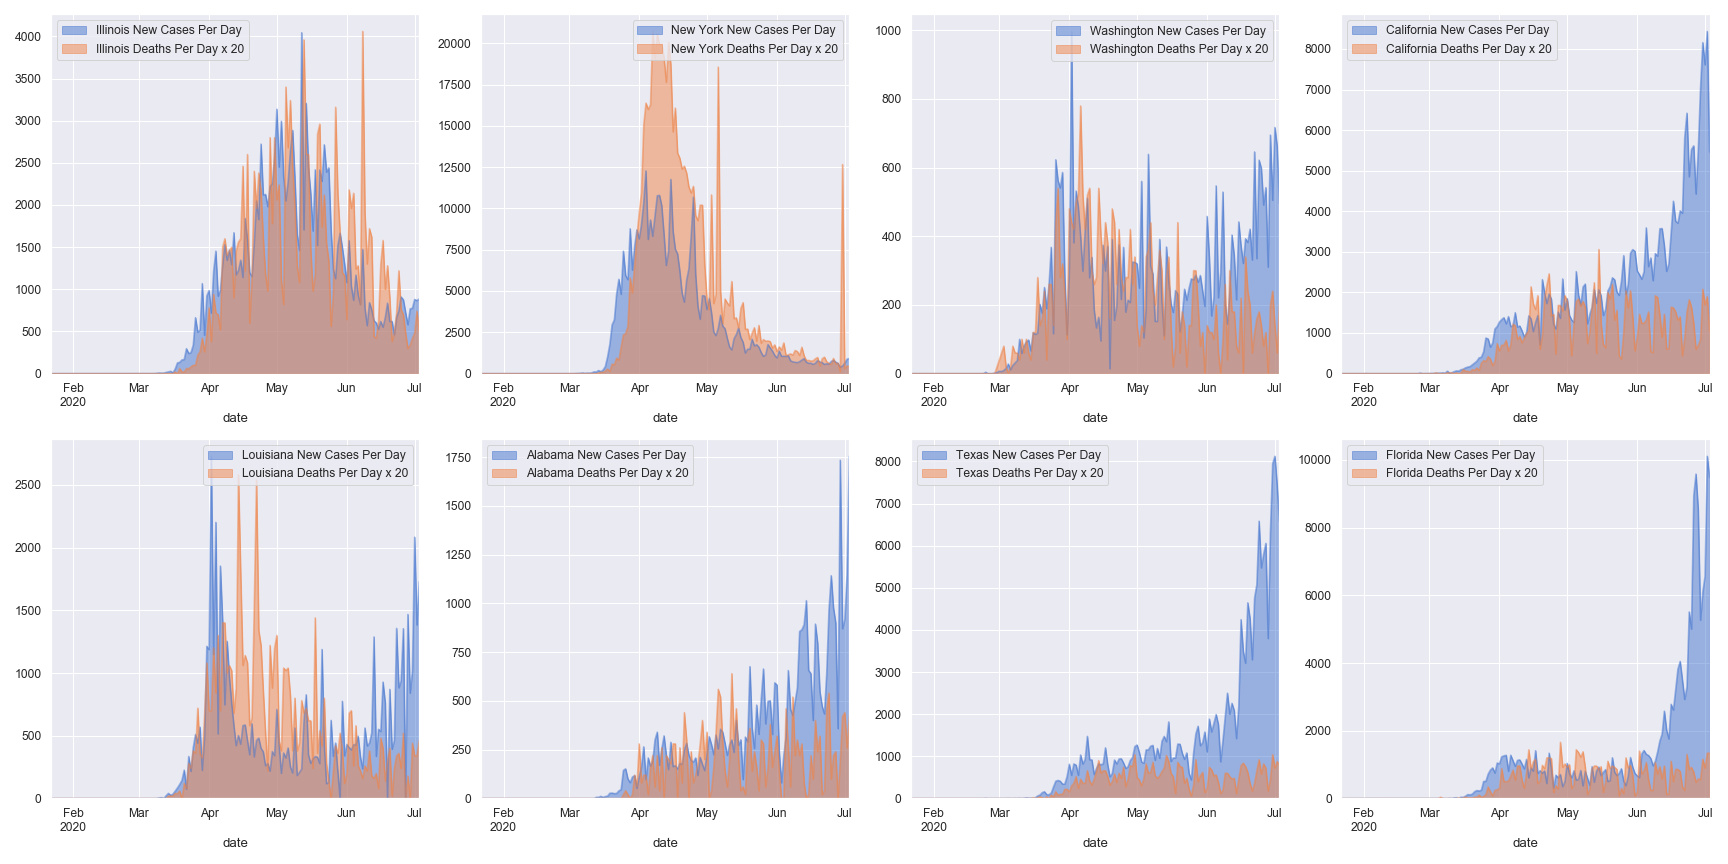 Illinois New Cases Per Day
Illinois Deaths Per Day x 20
4000
3500
3000
2500
2000
1500
1000
500
0
Feb
2020
Mar
Apr
May
Jun
Jul
date
New York New Cases Per Day
New York Deaths Per Day x 20
20000
17500
15000
12500
10000
7500
5000
2500
0
Feb
2020
Mar
Apr
May
Jun
Jul
date
Washington New Cases Per Day
Washington Deaths Per Day x 20
1000
800
600
400
200
0
Feb
2020
Mar
Apr
May
Jun
Jul
date
California New Cases Per Day
California Deaths Per Day x 20
8000
7000
6000
5000
4000
3000
2000
1000
0
Feb
2020
Mar
Apr
May
Jun
Jul
date
Louisiana New Cases Per Day
Louisiana Deaths Per Day x 20
2500
2000
1500
1000
500
0
Feb
2020
Mar
Apr
May
Jun
Jul
date
Alabama New Cases Per Day
Alabama Deaths Per Day x 20
1750
1500
1250
1000
750
500
250
0
Feb
2020
Mar
Apr
May
Jun
Jul
date
Texas New Cases Per Day
Texas Deaths Per Day x 20
8000
7000
6000
5000
4000
3000
2000
1000
0
Feb
2020
Mar
Apr
May
Jun
Jul
date
Florida New Cases Per Day
Florida Deaths Per Day x 20
10000
8000
6000
4000
2000
0
Feb
2020
Mar
Apr
May
Jun
Jul
date